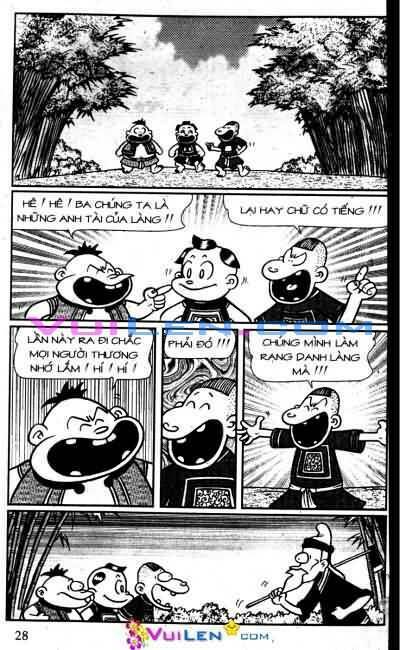 HÊ ! HÊ ! BA CHÚNG TA LÀ
NHỮNG ANH TÀI CỦA LÀNG !!
LẠI HAY CHỮ CÓ TIẾNG !!!
VUILEN.COM
LẦN NÀY RA ĐI CHẮC
MỌI NGƯỜI THƯƠNG
NHỚ LẮM ! HÍ ! HÍ !
PHẢI ĐÓ !!!
CHÚNG MÌNH LÀM
RẠNG DANH LÀNG
MÀ !!!
28
VUILEN.COM